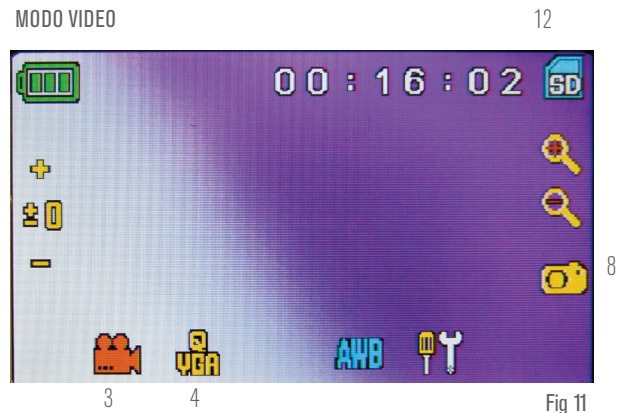 MODO VIDEO 12
00:16:02 SD
+
±0
−
8
Q
VGA AWB
3 4
Fig 11